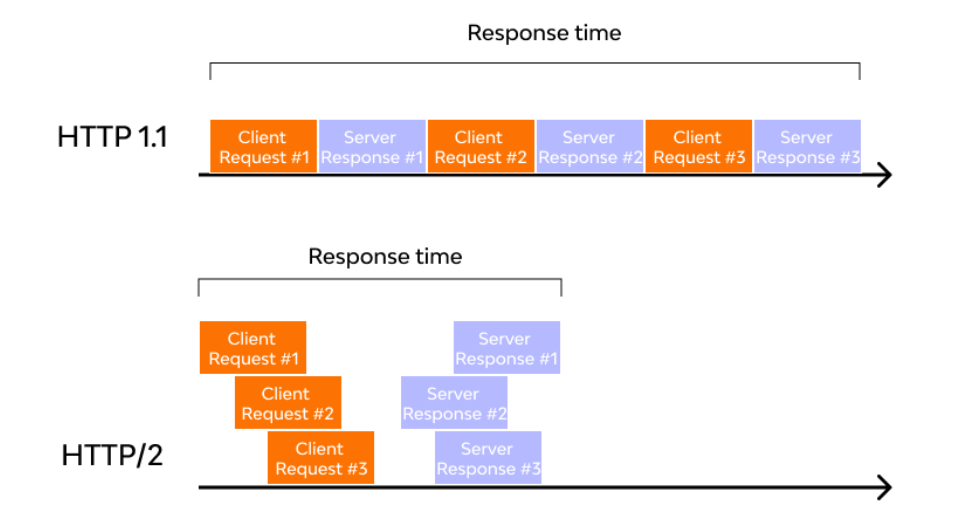 Response time
HTTP 1.1
Client
Request #1
Server
Response #1
Client
Request #2
Server
Response #2
Client
Request #3
Server
Response #3
Response time
Client
Request #1
Server
Response #1
Client
Request #2
Server
Response #2
HTTP/2
Client
Request #3
Server
Response #3